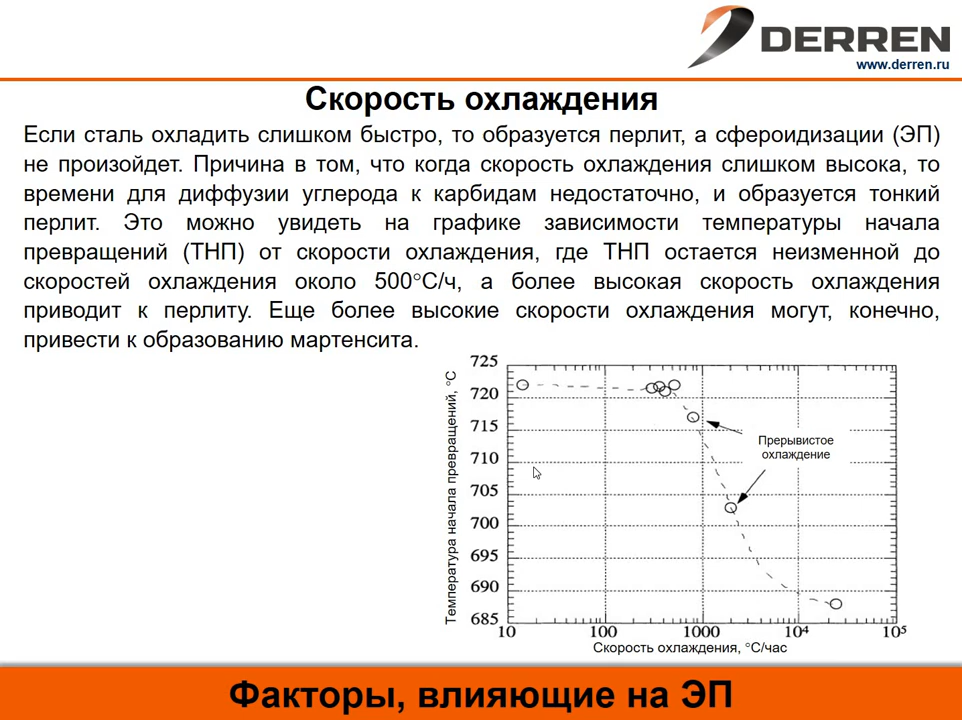 DERREN
www.derren.ru
Скорость охлаждения
Если сталь охладить слишком быстро, то образуется перлит, а сфероидизации (ЭП)
не произойдет. Причина в том, что когда скорость охлаждения слишком высока, то
времени для диффузии углерода к карбидам недостаточно, и образуется тонкий
перлит. Это можно увидеть на графике зависимости температуры начала
превращений (ТНП) от скорости охлаждения, где ТНП остается неизменной до
скоростей охлаждения около 500°С/ч, а более высокая скорость охлаждения
приводит к перлиту. Еще более высокие скорости охлаждения могут, конечно,
привести к образованию мартенсита.
Температура начала превращений, °С
725
720
715
710
705
700
695
690
685
Прерывистое
охлаждение
10 100 1000 10⁴ 10⁵
Скорость охлаждения, °С/час
Факторы, влияющие на ЭП